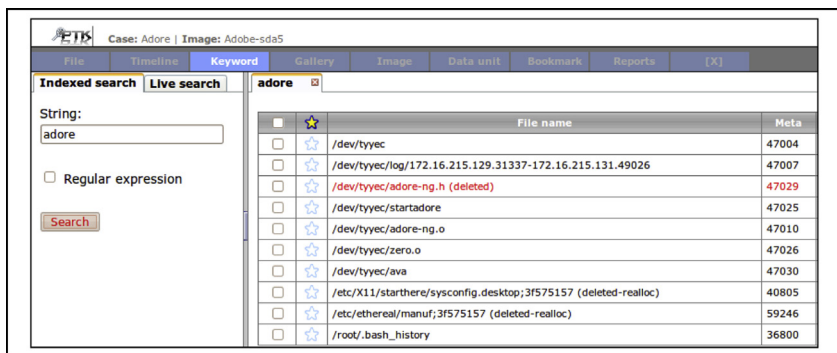 PTK Case: Adore | Image: Adobe-sda5
File Timeline Keyword Gallery Image Data unit Bookmark Reports [X]
Indexed search Live search adore
String:
adore
Regular expression
Search
File name Meta
/dev/tyyec 47004
/dev/tyyec/log/172.16.215.129.31337-172.16.215.131.49026 47007
/dev/tyyec/adore-ng.h (deleted) 47029
/dev/tyyec/startadore 47025
/dev/tyyec/adore-ng.o 47010
/dev/tyyec/zero.o 47026
/dev/tyyec/ava 47030
/etc/X11/starthere/sysconfig.desktop;3f575157 (deleted-realloc) 40805
/etc/ethereal/manuf;3f575157 (deleted-realloc) 59246
/root/.bash_history 36800